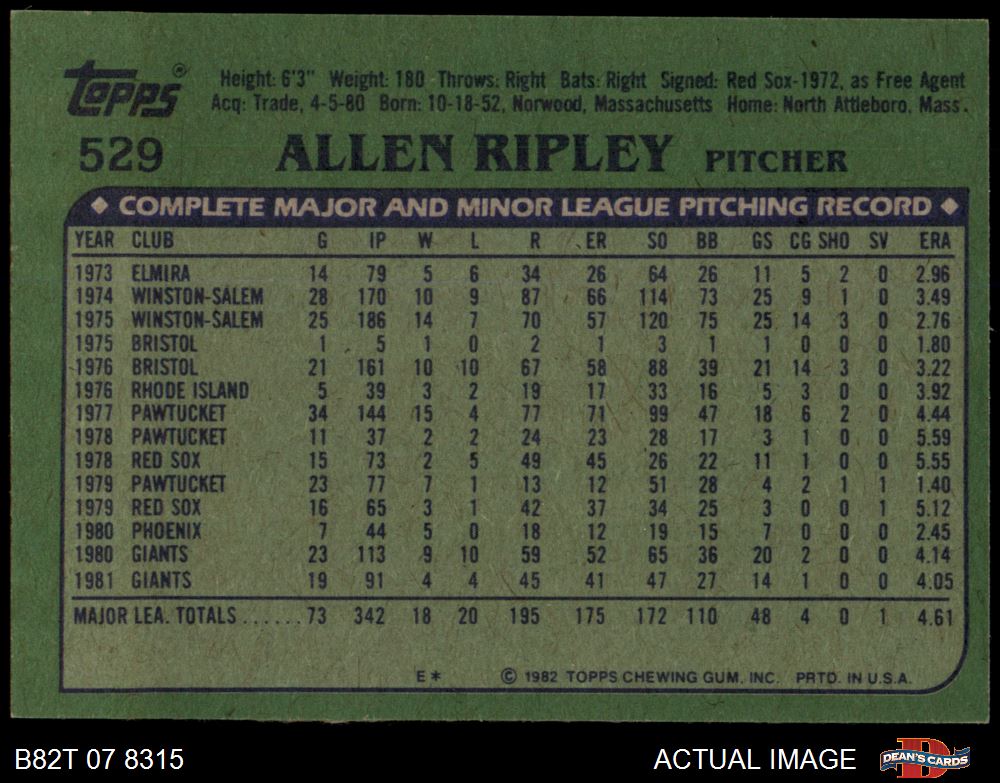 Topps® Height: 6'3" Weight: 180 Throws: Right Bats: Right Signed: Red Sox-1972, as Free Agent
Acq: Trade, 4-5-80 Born: 10-18-52, Norwood, Massachusetts Home: North Attleboro, Mass.
529 ALLEN RIPLEY PITCHER
◆ COMPLETE MAJOR AND MINOR LEAGUE PITCHING RECORD ◆
YEAR CLUB G IP W L R ER SO BB GS CG SHO SV ERA
1973 ELMIRA 14 79 5 6 34 26 64 26 11 5 2 0 2.96
1974 WINSTON-SALEM 28 170 10 9 87 66 114 73 25 9 1 0 3.49
1975 WINSTON-SALEM 25 186 14 7 70 57 120 75 25 14 3 0 2.76
1975 BRISTOL 1 5 1 0 2 1 3 1 1 0 0 0 1.80
1976 BRISTOL 21 161 10 10 67 58 88 39 21 14 3 0 3.22
1976 RHODE ISLAND 5 39 3 2 19 17 33 16 5 3 0 0 3.92
1977 PAWTUCKET 34 144 15 4 77 71 99 47 18 6 2 0 4.44
1978 PAWTUCKET 11 37 2 2 24 23 28 17 3 1 0 0 5.59
1978 RED SOX 15 73 2 5 49 45 26 22 11 1 0 0 5.55
1979 PAWTUCKET 23 77 7 1 13 12 51 28 4 2 1 1 1.40
1979 RED SOX 16 65 3 1 42 37 34 25 3 0 0 1 5.12
1980 PHOENIX 7 44 5 0 18 12 19 15 7 0 0 0 2.45
1980 GIANTS 23 113 9 10 59 52 65 36 20 2 0 0 4.14
1981 GIANTS 19 91 4 4 45 41 47 27 14 1 0 0 4.05
MAJOR LEA. TOTALS ...... 73 342 18 20 195 175 172 110 48 4 0 1 4.61
E* © 1982 TOPPS CHEWING GUM, INC. PRTD. IN U.S.A.
B82T 07 8315 ACTUAL IMAGE DEAN'S CARDS